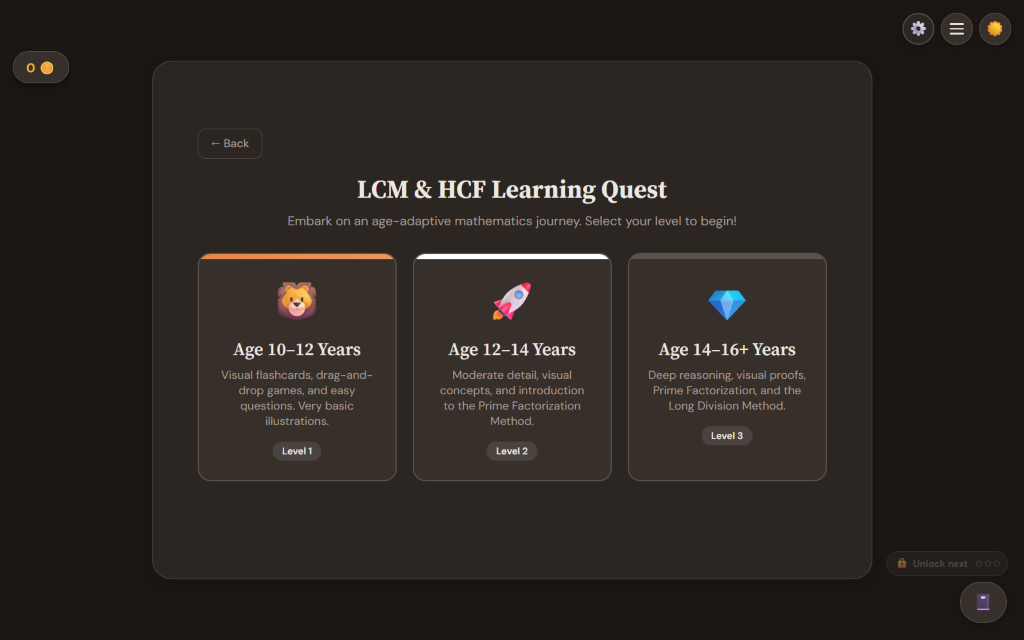 0
← Back
LCM & HCF Learning Quest
Embark on an age-adaptive mathematics journey. Select your level to begin!
Age 10–12 Years
Visual flashcards, drag-and-
drop games, and easy
questions. Very basic
illustrations.
Level 1
Age 12–14 Years
Moderate detail, visual
concepts, and introduction
to the Prime Factorization
Method.
Level 2
Age 14–16+ Years
Deep reasoning, visual proofs,
Prime Factorization, and the
Long Division Method.
Level 3
Unlock next